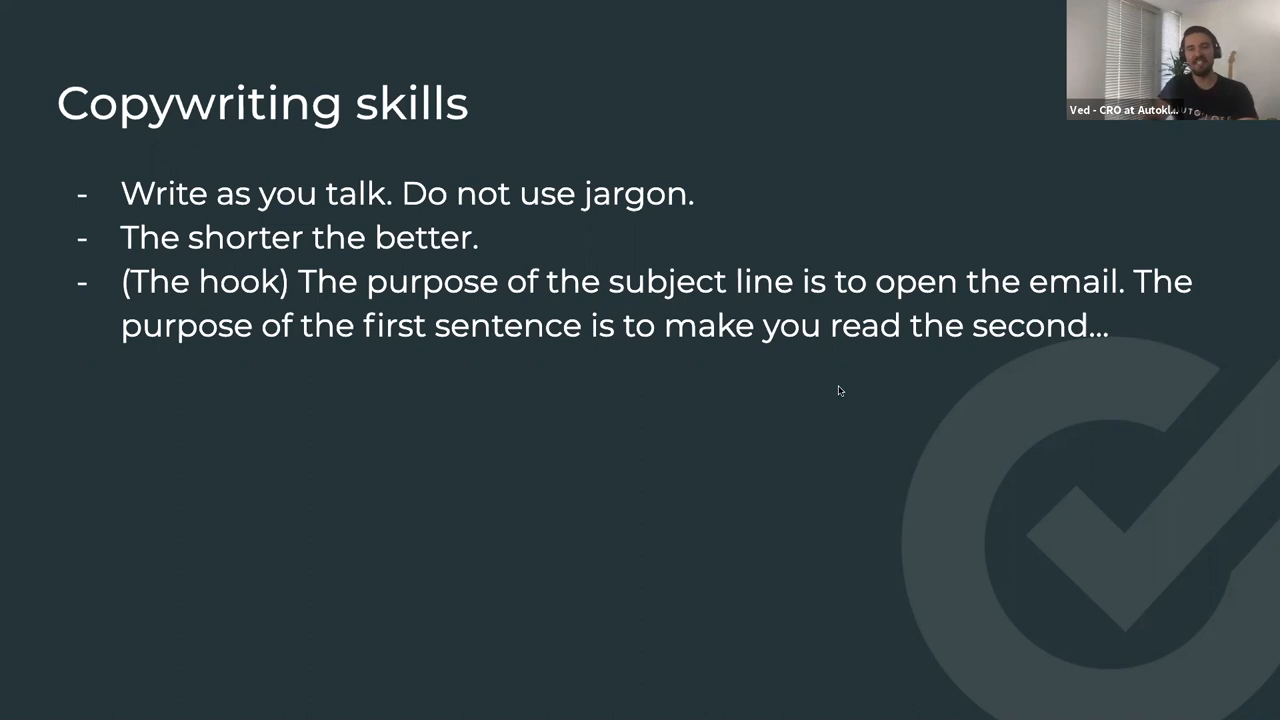 Copywriting skills
Ved - CRO at Autokl...
- Write as you talk. Do not use jargon.
- The shorter the better.
- (The hook) The purpose of the subject line is to open the email. The
purpose of the first sentence is to make you read the second...